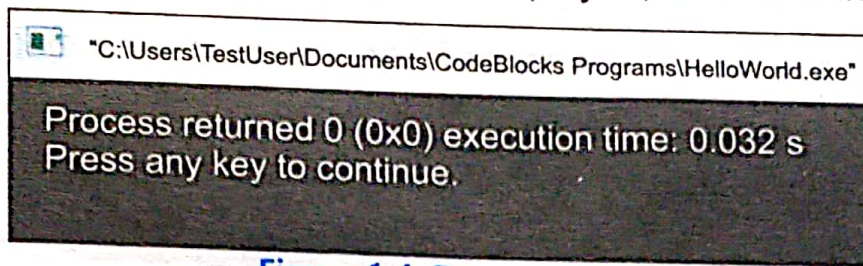 "C:\Users\TestUser\Documents\CodeBlocks Programs\HelloWorld.exe"
Process returned 0 (0x0) execution time: 0.032 s
Press any key to continue.